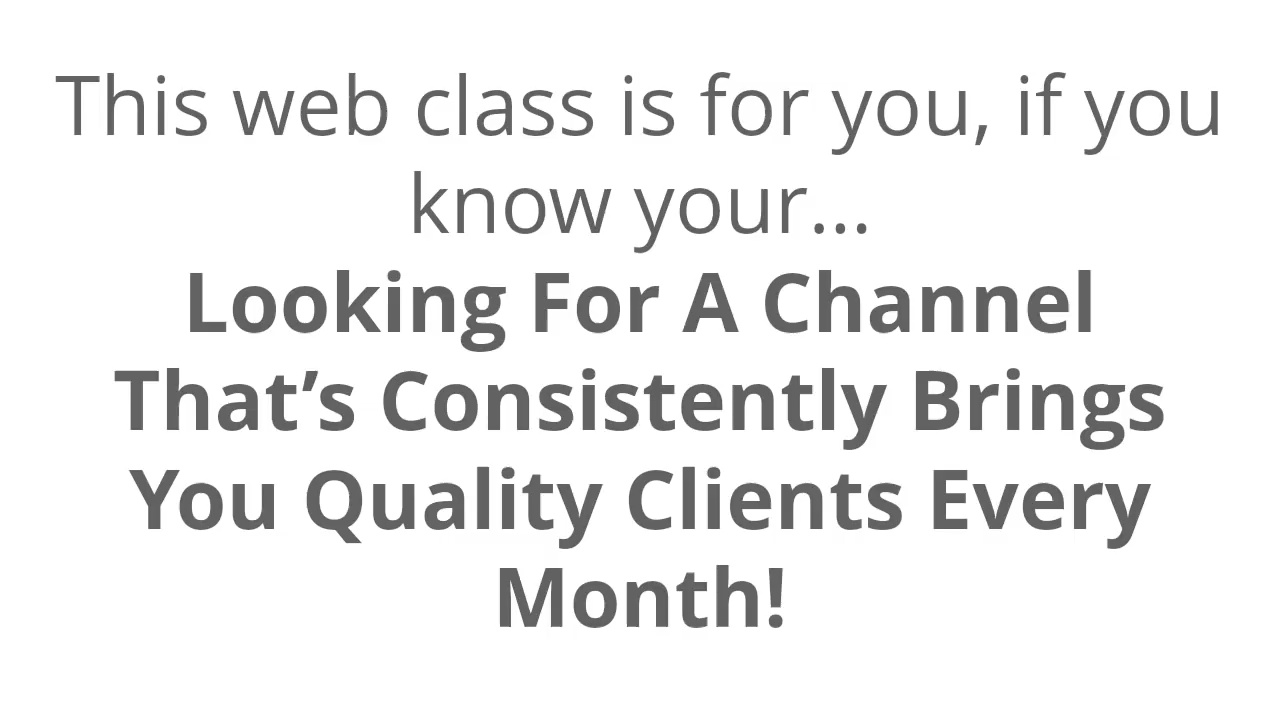 This web class is for you, if you
know your...
Looking For A Channel
That’s Consistently Brings
You Quality Clients Every
Month!